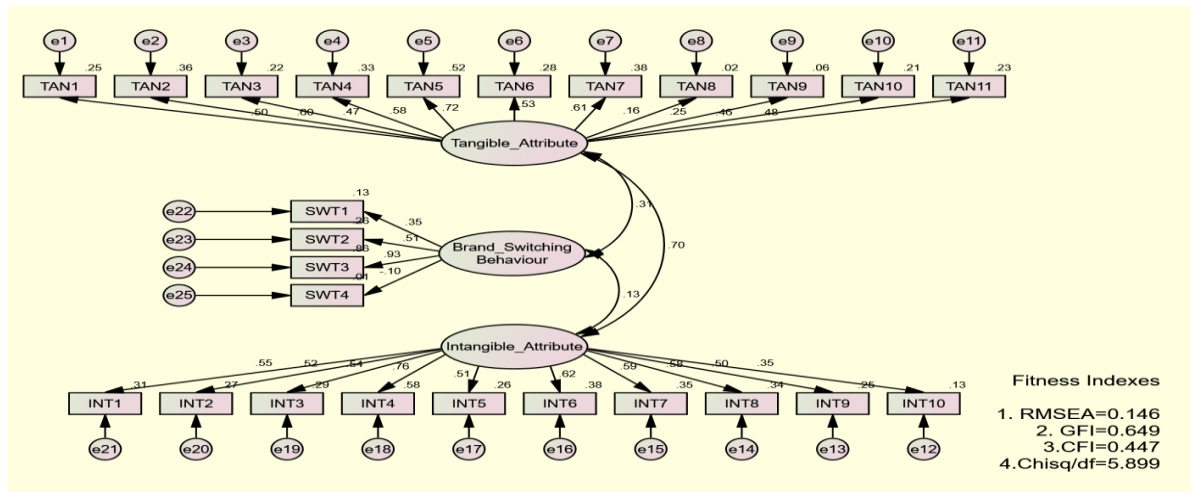 e1 e2 e3 e4 e5 e6 e7 e8 e9 e10 e11
.25 .36 .22 .33 .52 .28 .38 .02 .06 .21 .23
TAN1 TAN2 TAN3 TAN4 TAN5 TAN6 TAN7 TAN8 TAN9 TAN10 TAN11
.50 .60 .47 .58 .72 .53 .61 .16 .25 .46 .48
Tangible_Attribute
.13
e22 SWT1 .35
.26
e23 SWT2 .51
.86
e24 SWT3 .93
-.10
.01
e25 SWT4
Brand_Switching
Behaviour
.31
.70
.13
Intangible_Attribute
.55 .52 .54 .76 .51 .62 .59 .58 .50 .35
.31 .27 .29 .58 .26 .38 .35 .34 .25 .13
INT1 INT2 INT3 INT4 INT5 INT6 INT7 INT8 INT9 INT10
e21 e20 e19 e18 e17 e16 e15 e14 e13 e12
Fitness Indexes
1. RMSEA=0.146
2. GFI=0.649
3.CFI=0.447
4.Chisq/df=5.899